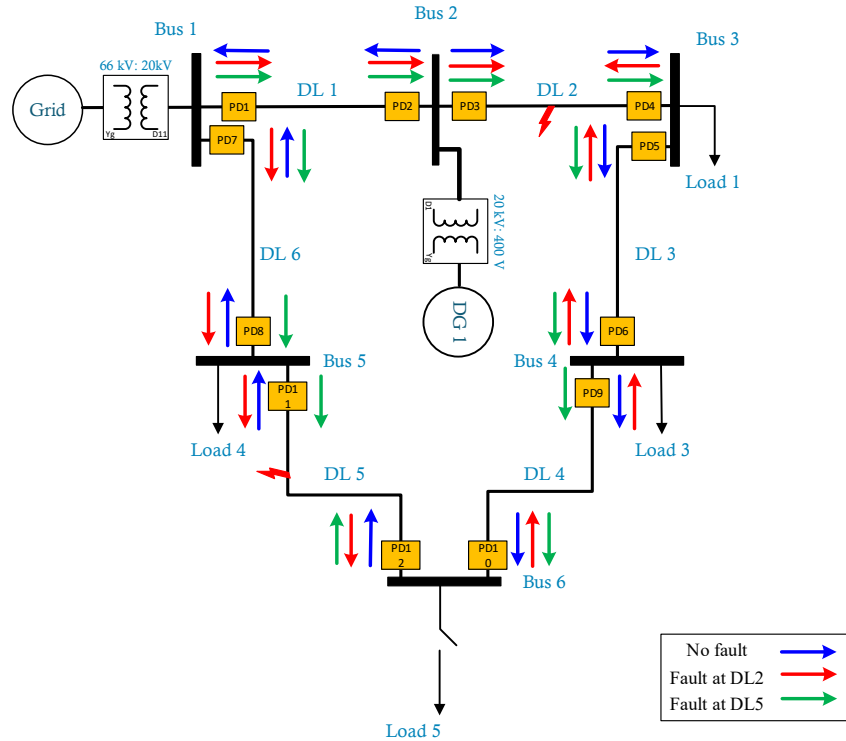 Bus 1
Bus 2
Bus 3
66 kV: 20kV
Grid
Yg
D11
PD1
DL 1
PD2
PD3
DL 2
PD4
PD7
PD5
Load 1
D1
Yg
20 kV: 400 V
DL 6
DL 3
DG 1
PD8
PD6
Bus 5
Bus 4
PD1
1
PD9
Load 4
Load 3
DL 5
DL 4
PD1
2
PD1
0
Bus 6
No fault
Fault at DL2
Fault at DL5
Load 5